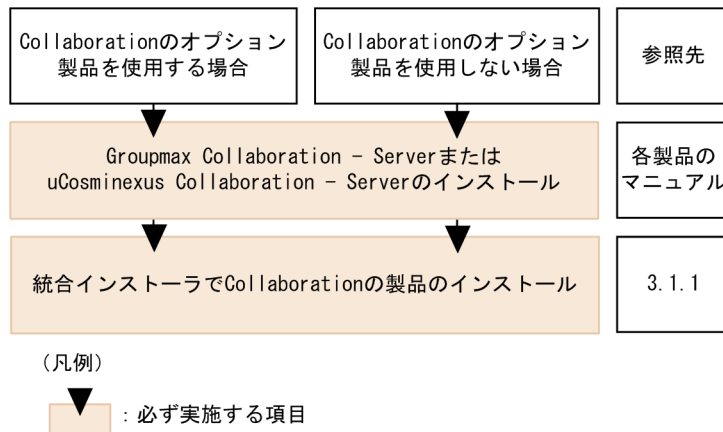 Collaborationのオプション
製品を使用する場合
Collaborationのオプション
製品を使用しない場合
参照先
Groupmax Collaboration － Serverまたは
uCosminexus Collaboration － Serverのインストール
各製品の
マニュアル
統合インストーラでCollaborationの製品のインストール
3.1.1
（凡例）
：必ず実施する項目